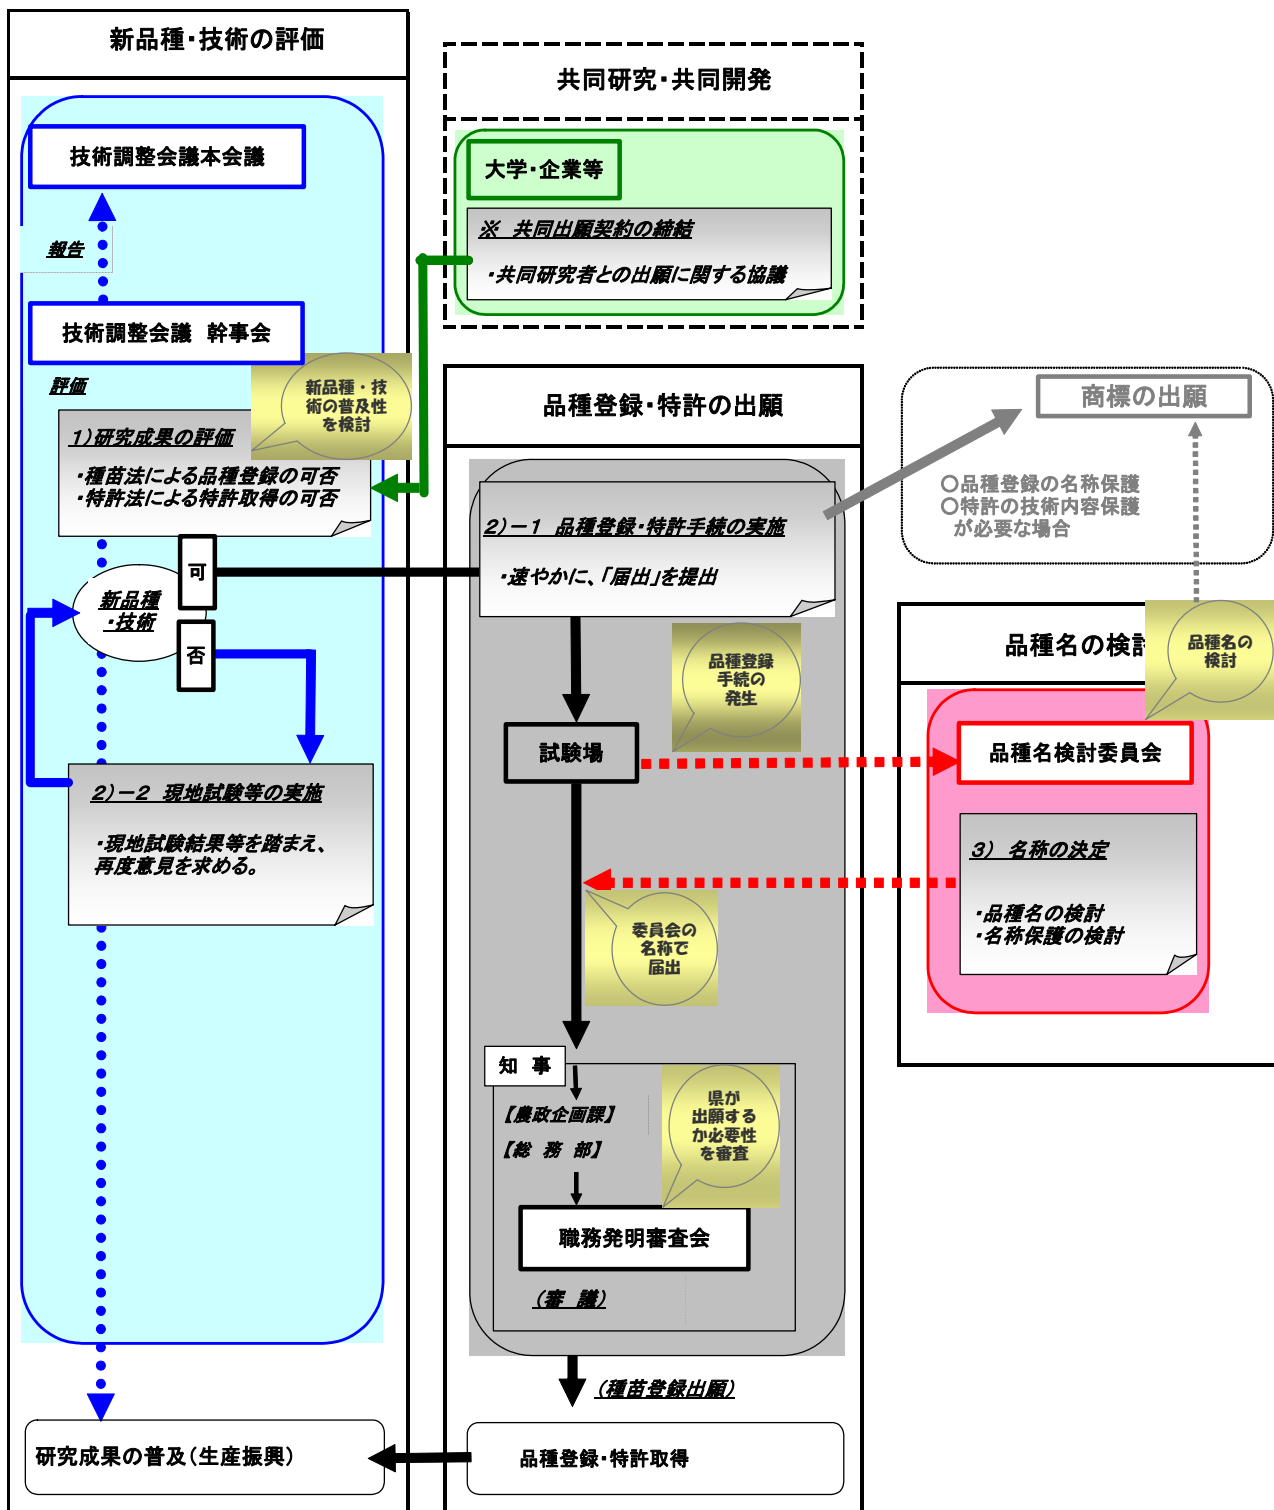 新品種・技術の評価
技術調整会議本会議
報告
技術調整会議　幹事会
評価
新品種・技
術の普及性
を検討
1)研究成果の評価
・種苗法による品種登録の可否
・特許法による特許取得の可否
可
新品種
・技術
否
2)－2　現地試験等の実施
・現地試験結果等を踏まえ、
再度意見を求める。
研究成果の普及(生産振興)
共同研究・共同開発
大学・企業等
※　共同出願契約の締結
・共同研究者との出願に関する協議
品種登録・特許の出願
2)－1　品種登録・特許手続の実施
・速やかに、「届出」を提出
品種登録
手続の
発生
試験場
委員会の
名称で
届出
知　事
【農政企画課】
【総　務　部】
県が
出願する
か必要性
を審査
職務発明審査会
(審　議)
(種苗登録出願)
品種登録・特許取得
商標の出願
○品種登録の名称保護
○特許の技術内容保護
が必要な場合
品種名の検討
品種名の
検討
品種名検討委員会
3)　名称の決定
・品種名の検討
・名称保護の検討